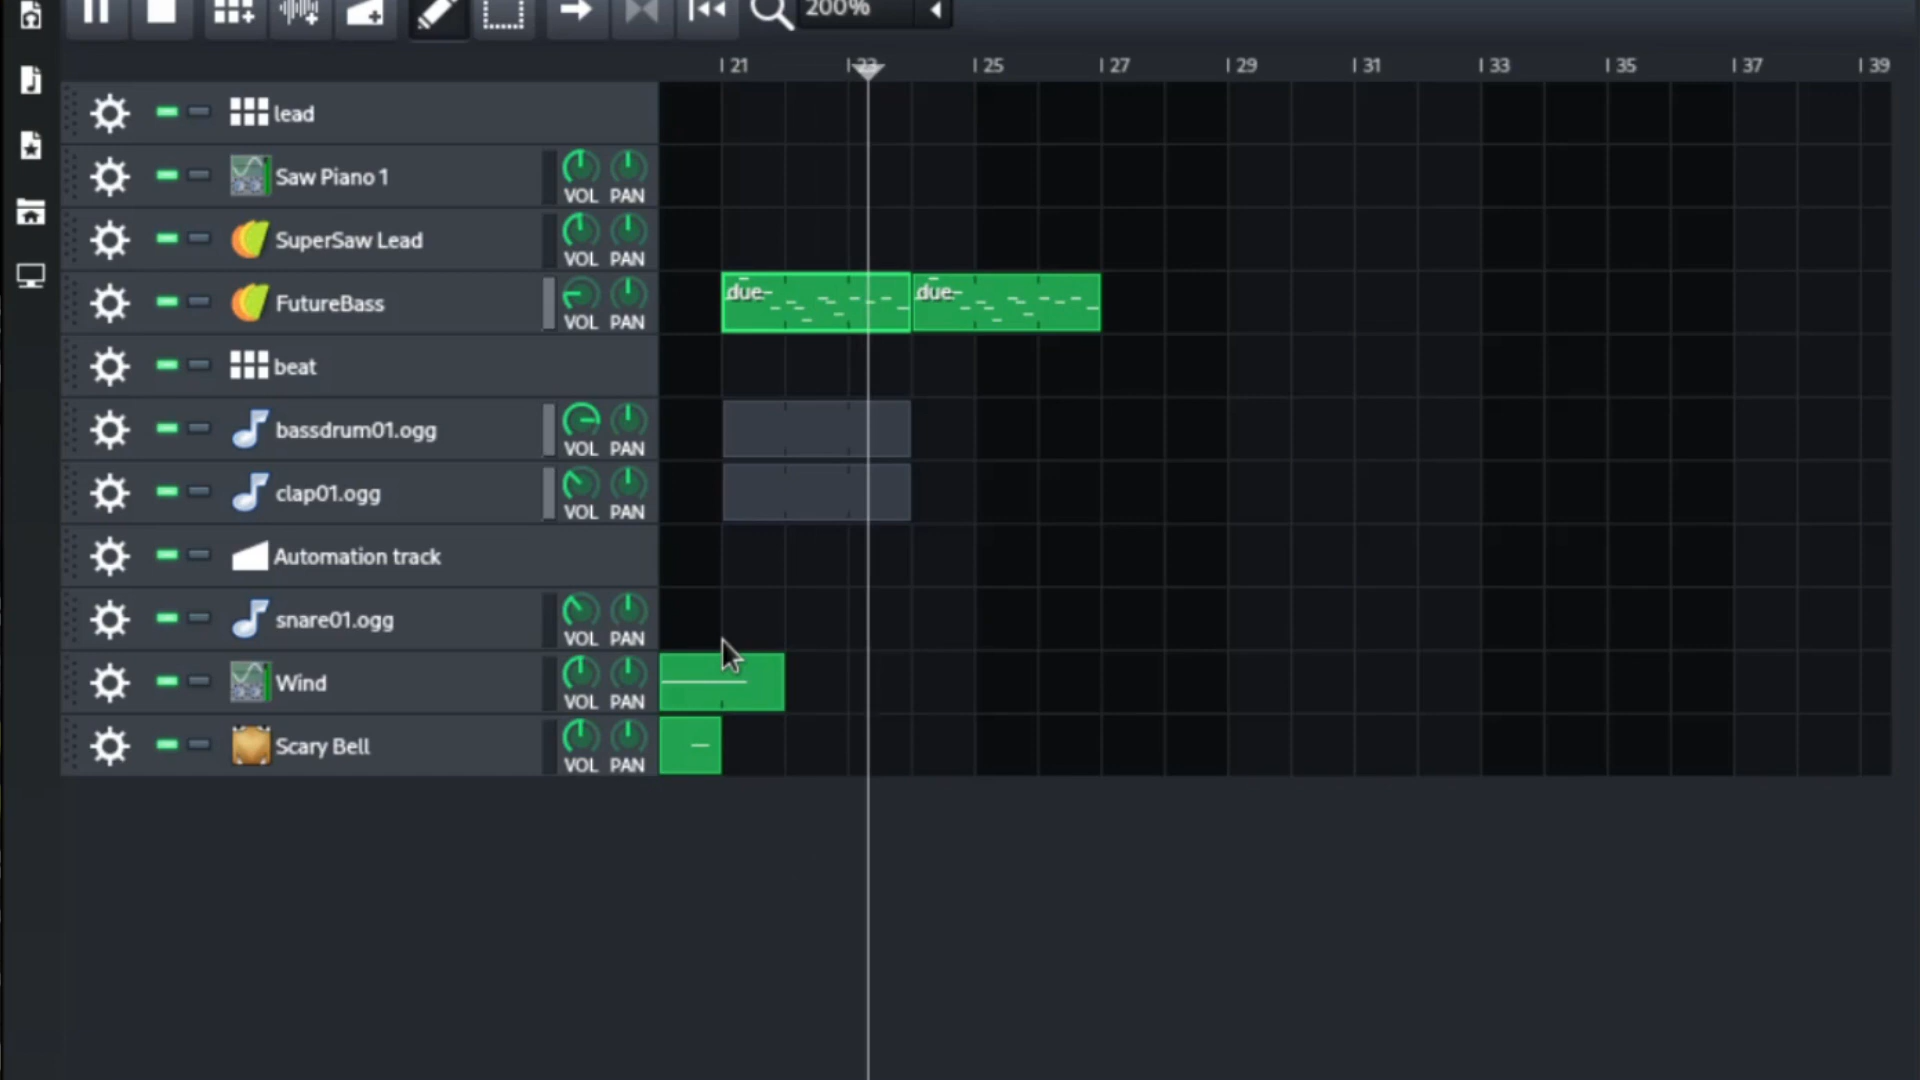 200%
21 23 25 27 29 31 33 35 37 39
lead
Saw Piano 1 VOL PAN
SuperSaw Lead VOL PAN
FutureBass VOL PAN due- due-
beat
bassdrum01.ogg VOL PAN
clap01.ogg VOL PAN
Automation track
snare01.ogg VOL PAN
Wind VOL PAN
Scary Bell VOL PAN